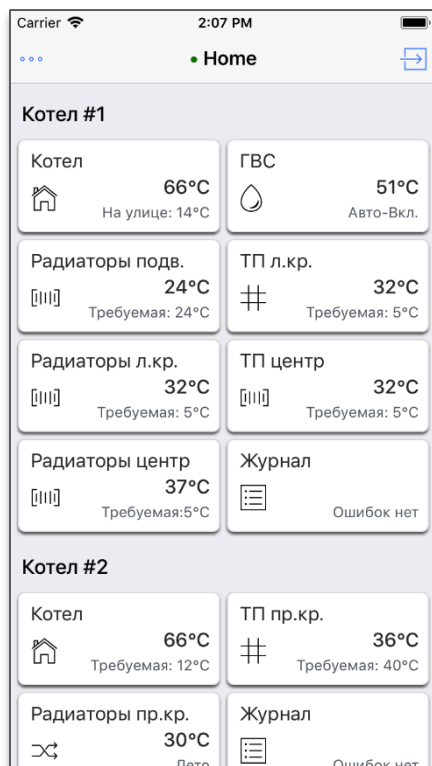 Carrier 2:07 PM
Home
Котел #1
Котел
66°C
На улице: 14°C
ГВС
51°C
Авто-Вкл.
Радиаторы подв.
24°C
Требуемая: 24°C
ТП л.кр.
32°C
Требуемая: 5°C
Радиаторы л.кр.
32°C
Требуемая: 5°C
ТП центр
32°C
Требуемая: 5°C
Радиаторы центр
37°C
Требуемая:5°C
Журнал
Ошибок нет
Котел #2
Котел
66°C
Требуемая: 12°C
ТП пр.кр.
36°C
Требуемая: 40°C
Радиаторы пр.кр.
30°C
Лето
Журнал
Ошибок нет